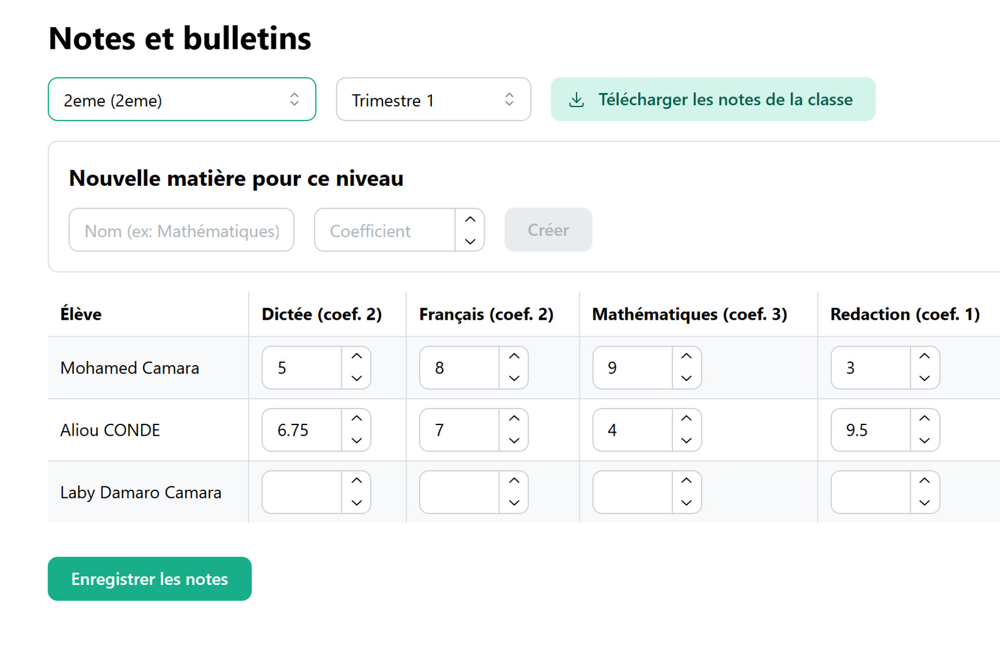 Notes et bulletins
2eme (2eme)
Trimestre 1
Télécharger les notes de la classe
Nouvelle matière pour ce niveau
Nom (ex: Mathématiques)
Coefficient
Créer
Élève
Dictée (coef. 2)
Français (coef. 2)
Mathématiques (coef. 3)
Redaction (coef. 1)
Mohamed Camara
5
8
9
3
Aliou CONDE
6.75
7
4
9.5
Laby Damaro Camara
Enregistrer les notes